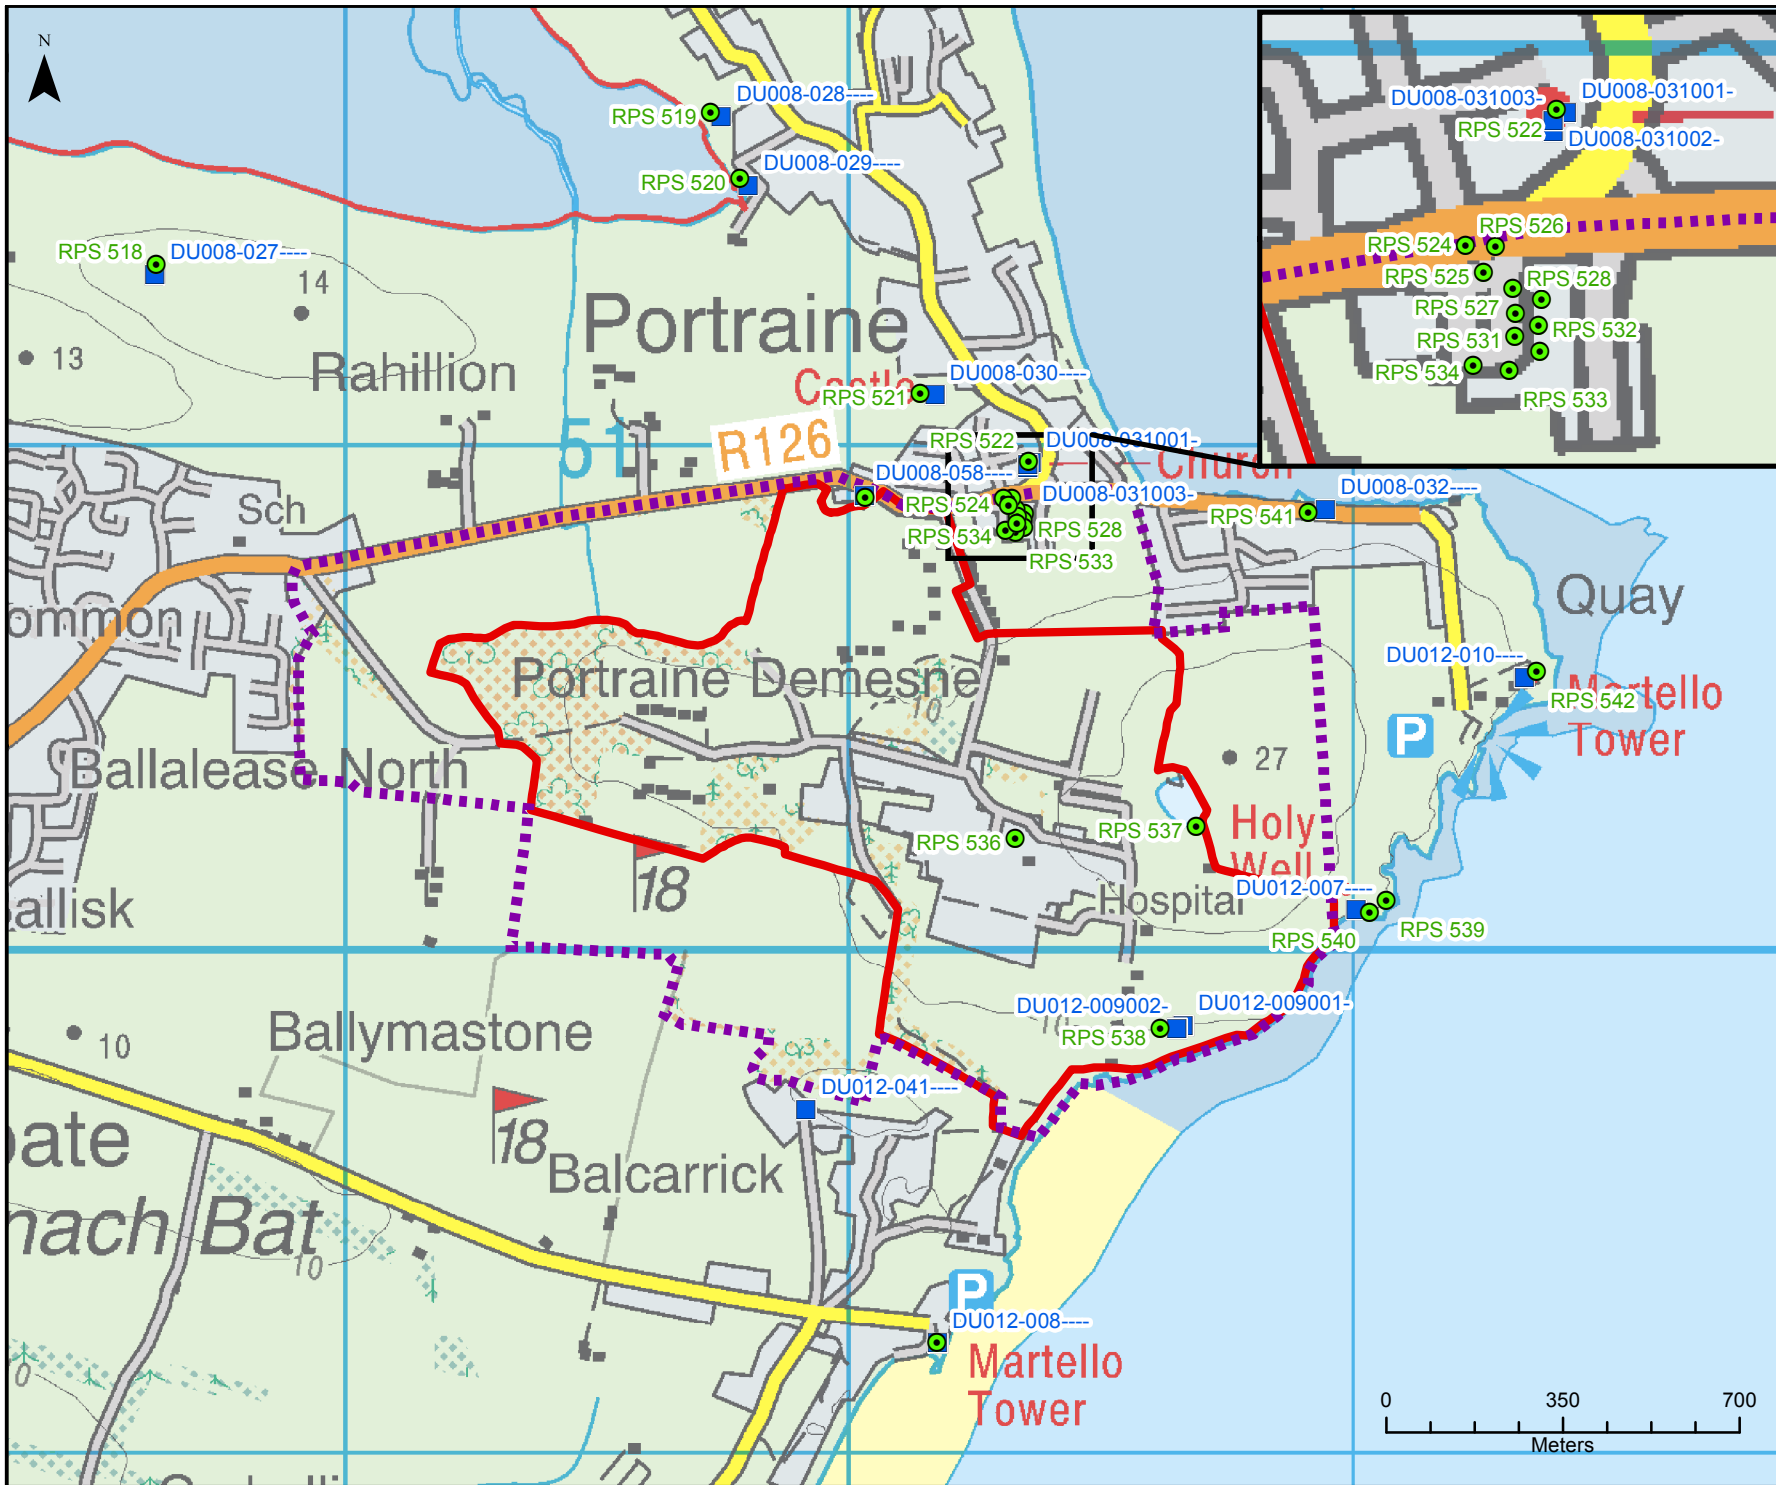 N
DU008-028----
RPS 519
DU008-029----
RPS 520
RPS 518
DU008-027----
14
13
Portraine
Rahillion
Castle
DU008-030----
RPS 521
51
R126
RPS 522
DU008-031001-
Church
DU008-058----
Sch
RPS 524
DU008-031003-
RPS 534
RPS 528
RPS 533
DU008-032----
RPS 541
DU008-031003-
DU008-031001-
RPS 522
DU008-031002-
RPS 526
RPS 524
RPS 525
RPS 528
RPS 527
RPS 532
RPS 531
RPS 534
RPS 533
Quay
ommon
DU012-010----
RPS 542
Martello
Tower
P
Portraine Demesne
10
27
Ballalease North
RPS 536
RPS 537
Holy
Well
18
allisk
Hospital
DU012-007----
RPS 539
RPS 540
DU012-009002-
DU012-009001-
RPS 538
10
Ballymastone
DU012-041----
18
Balcarrick
ate
nach Bat
10
P
DU012-008----
Martello
Tower
0
0 350 700
Meters